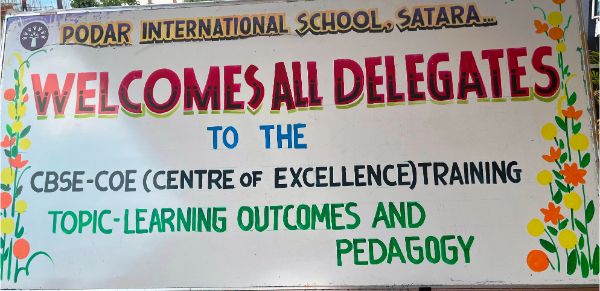 PODAR INTERNATIONAL SCHOOL, SATARA...
WELCOMES ALL DELEGATES
TO THE
CBSE-COE (CENTRE OF EXCELLENCE) TRAINING
TOPIC-LEARNING OUTCOMES AND
PEDAGOGY